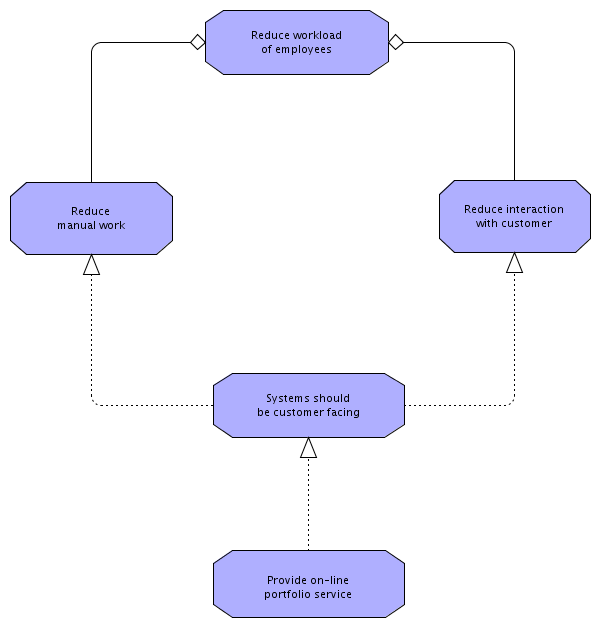 Reduce workload
of employees
Reduce
manual work
Reduce interaction
with customer
Systems should
be customer facing
Provide on-line
portfolio service